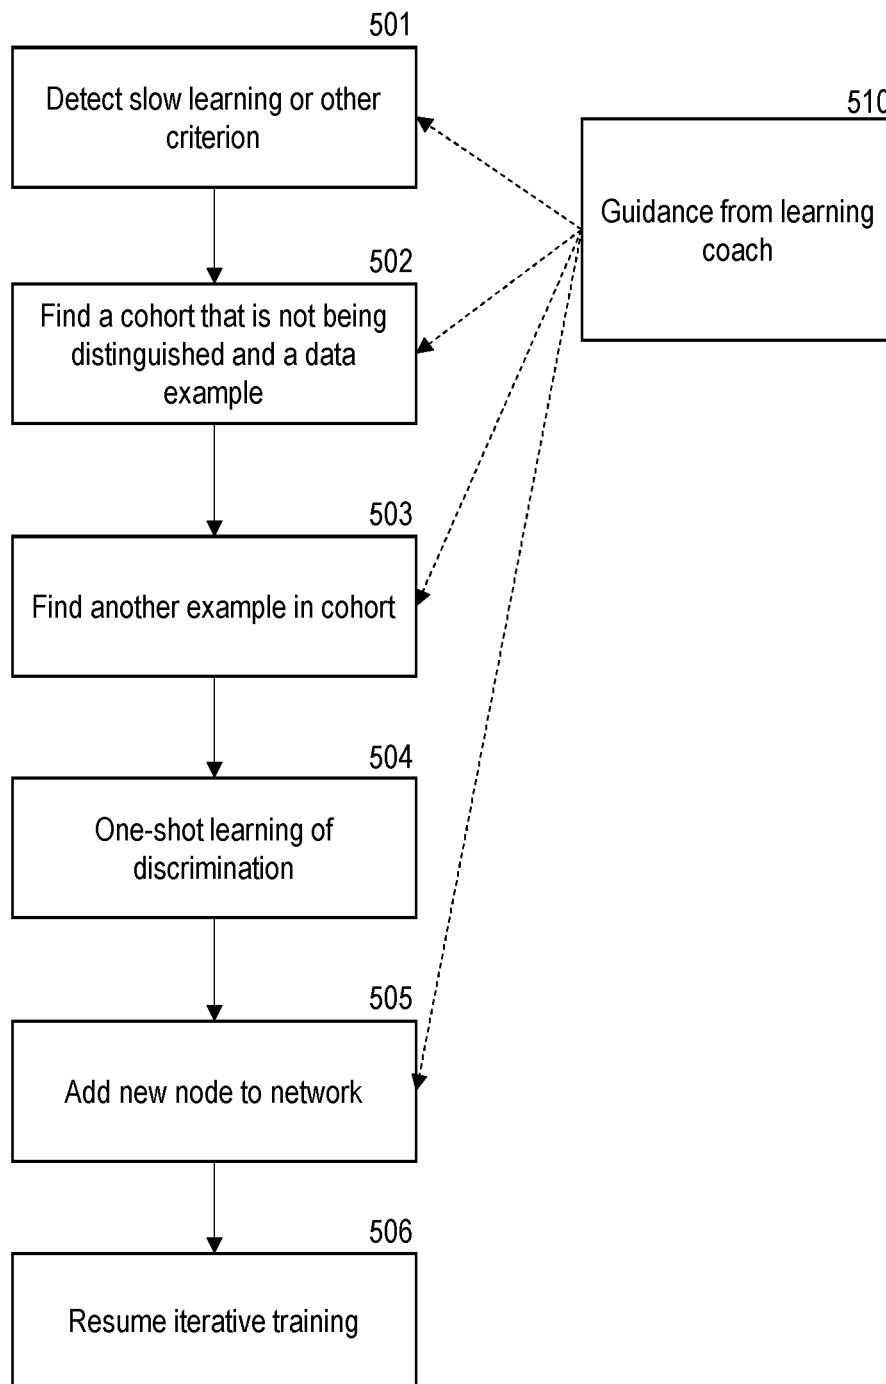 501
Detect slow learning or other
criterion
510
Guidance from learning
coach
502
Find a cohort that is not being
distinguished and a data
example
503
Find another example in cohort
504
One-shot learning of
discrimination
505
Add new node to network
506
Resume iterative training